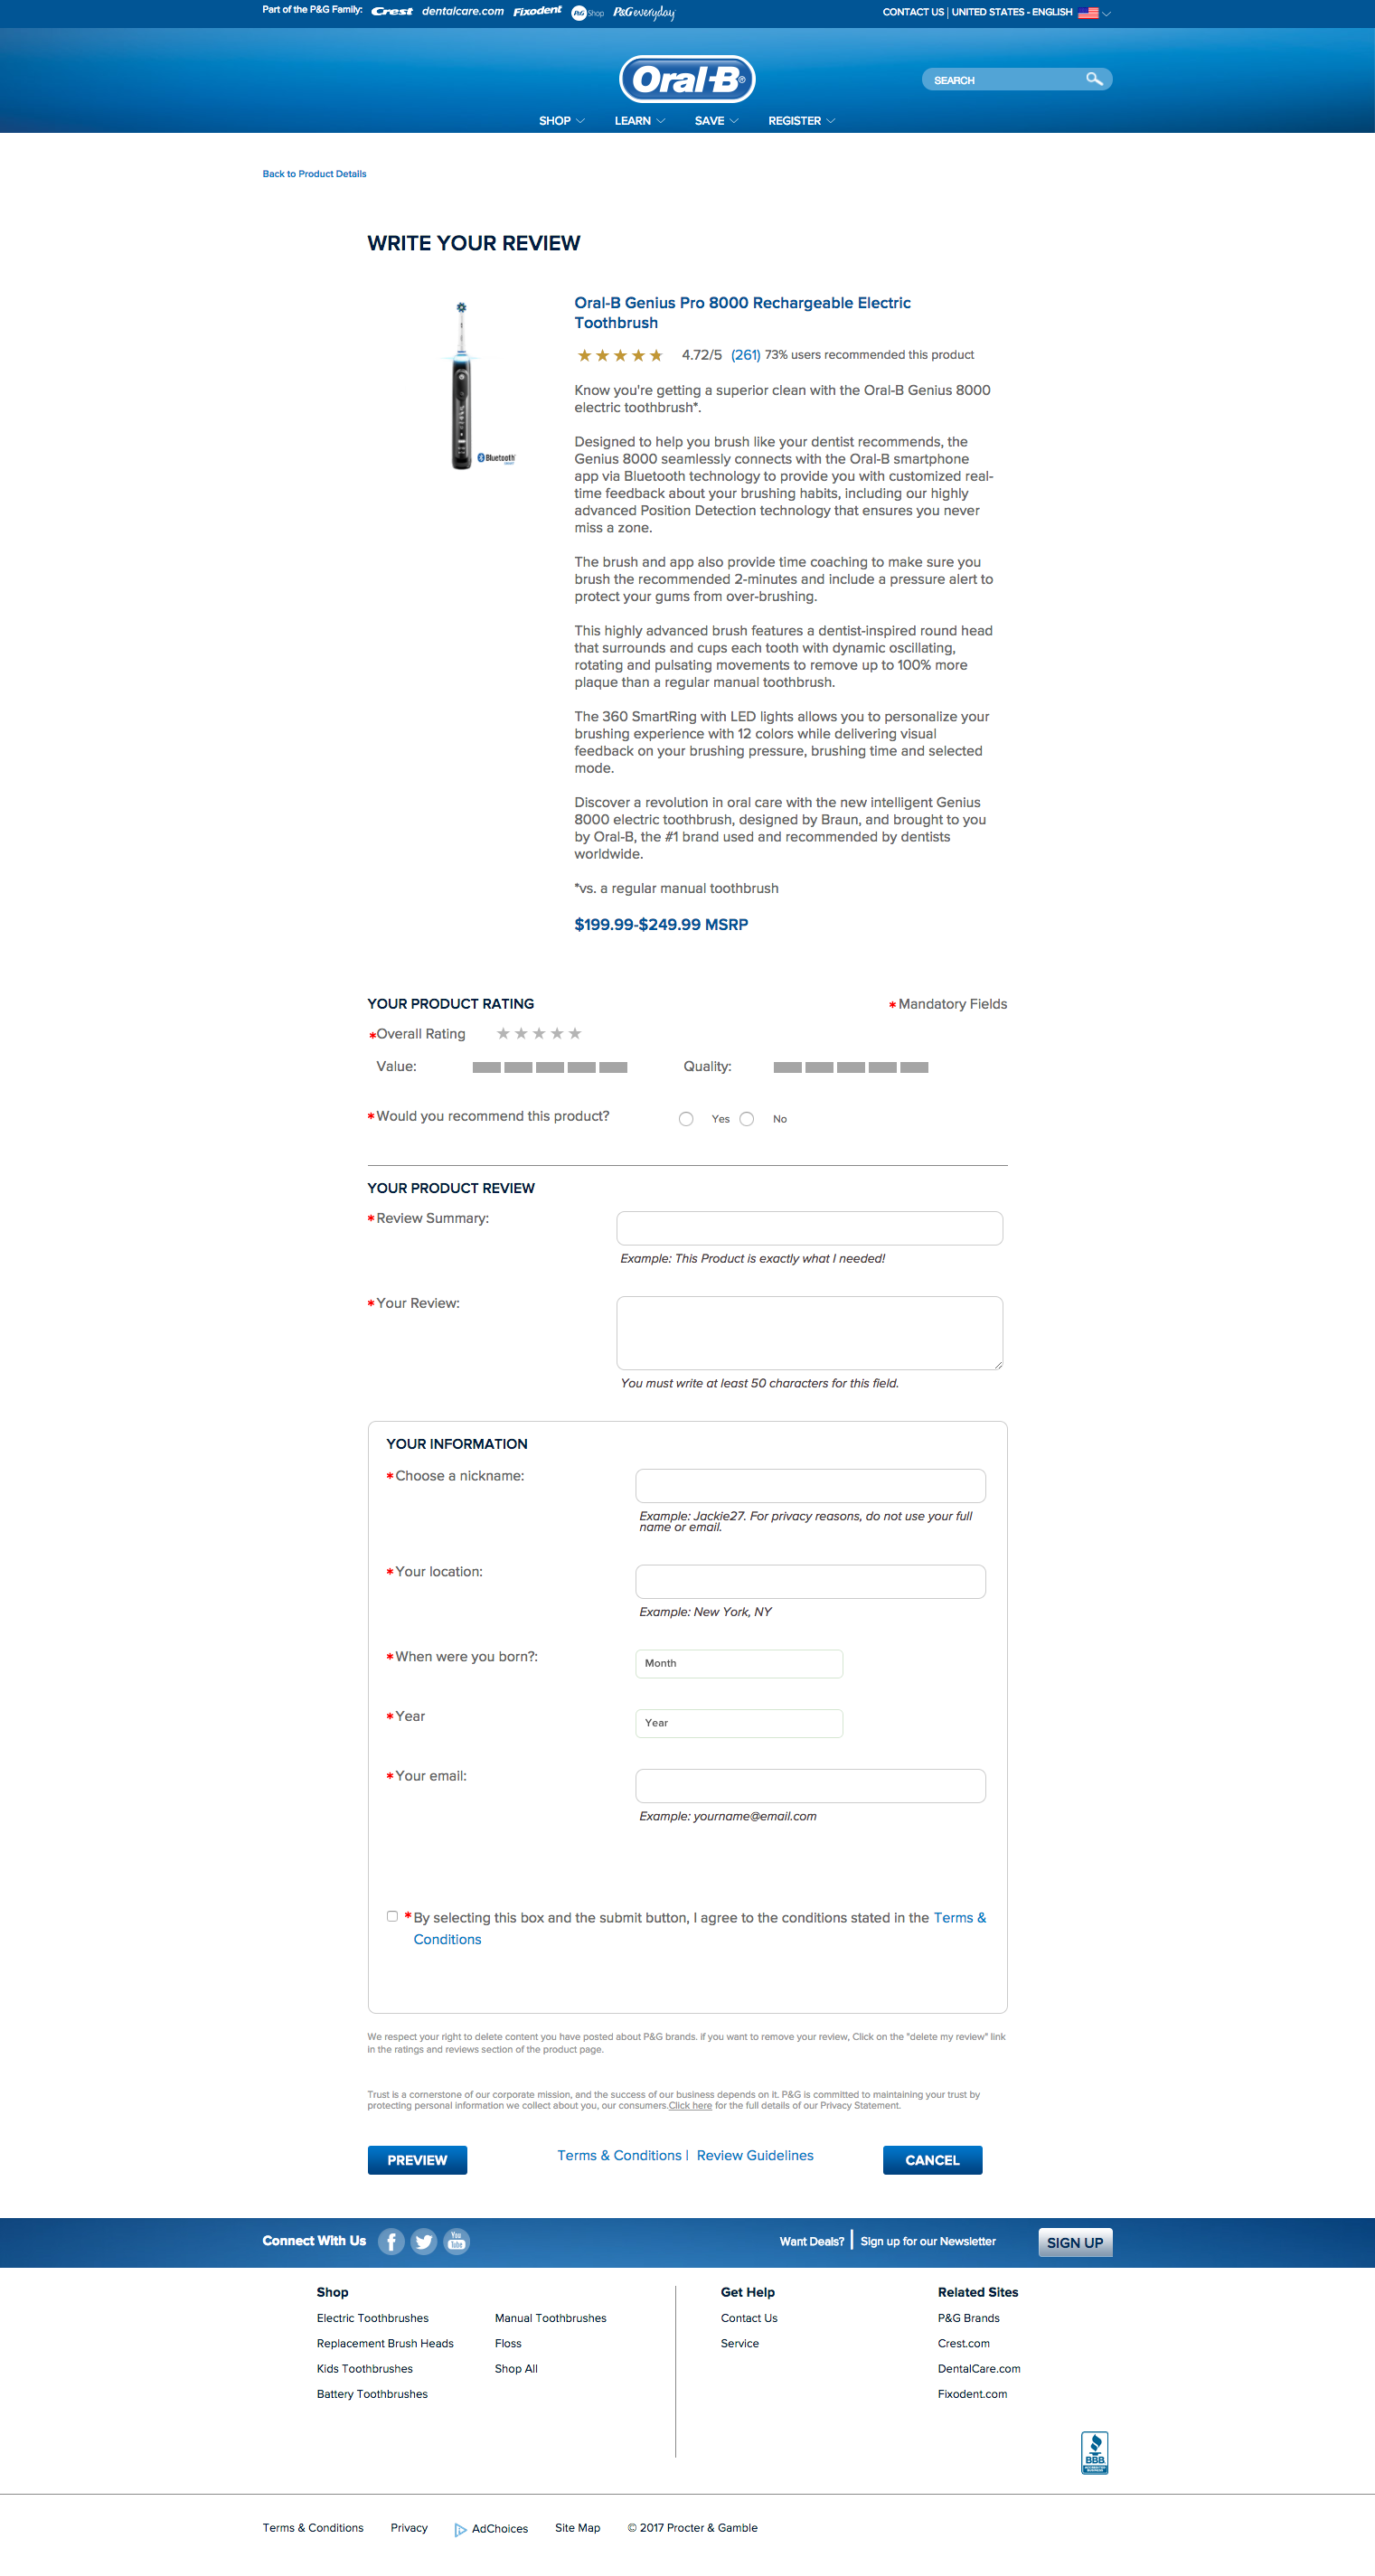 Part of the P&G Family: Crest dentalcare.com Fixodent P&G Shop P&G everyday
CONTACT US | UNITED STATES - ENGLISH
Oral-B®
SEARCH
SHOP LEARN SAVE REGISTER
Back to Product Details
WRITE YOUR REVIEW
Bluetooth
Oral-B Genius Pro 8000 Rechargeable Electric
Toothbrush
4.72/5 (261) 73% users recommended this product
Know you're getting a superior clean with the Oral-B Genius 8000
electric toothbrush*.
Designed to help you brush like your dentist recommends, the
Genius 8000 seamlessly connects with the Oral-B smartphone
app via Bluetooth technology to provide you with customized real-
time feedback about your brushing habits, including our highly
advanced Position Detection technology that ensures you never
miss a zone.
The brush and app also provide time coaching to make sure you
brush the recommended 2-minutes and include a pressure alert to
protect your gums from over-brushing.
This highly advanced brush features a dentist-inspired round head
that surrounds and cups each tooth with dynamic oscillating,
rotating and pulsating movements to remove up to 100% more
plaque than a regular manual toothbrush.
The 360 SmartRing with LED lights allows you to personalize your
brushing experience with 12 colors while delivering visual
feedback on your brushing pressure, brushing time and selected
mode.
Discover a revolution in oral care with the new intelligent Genius
8000 electric toothbrush, designed by Braun, and brought to you
by Oral-B, the #1 brand used and recommended by dentists
worldwide.
*vs. a regular manual toothbrush
$199.99-$249.99 MSRP
YOUR PRODUCT RATING
* Mandatory Fields
*Overall Rating
Value:
Quality:
*Would you recommend this product? Yes No
YOUR PRODUCT REVIEW
*Review Summary:
Example: This Product is exactly what I needed!
*Your Review:
You must write at least 50 characters for this field.
YOUR INFORMATION
*Choose a nickname:
Example: Jackie27. For privacy reasons, do not use your full
name or email.
*Your location:
Example: New York, NY
*When were you born?: Month
*Year Year
*Your email:
Example: yourname@email.com
*By selecting this box and the submit button, I agree to the conditions stated in the Terms &
Conditions
We respect your right to delete content you have posted about P&G brands. if you want to remove your review, Click on the "delete my review" link
in the ratings and reviews section of the product page.
Trust is a cornerstone of our corporate mission, and the success of our business depends on it. P&G is committed to maintaining your trust by
protecting personal information we collect about you, our consumers.Click here for the full details of our Privacy Statement.
PREVIEW
Terms & Conditions | Review Guidelines
CANCEL
Connect With Us
You Tube
Want Deals? | Sign up for our Newsletter
SIGN UP
Shop
Electric Toothbrushes
Replacement Brush Heads
Kids Toothbrushes
Battery Toothbrushes
Manual Toothbrushes
Floss
Shop All
Get Help
Contact Us
Service
Related Sites
P&G Brands
Crest.com
DentalCare.com
Fixodent.com
BBB
Terms & Conditions Privacy AdChoices Site Map © 2017 Procter & Gamble